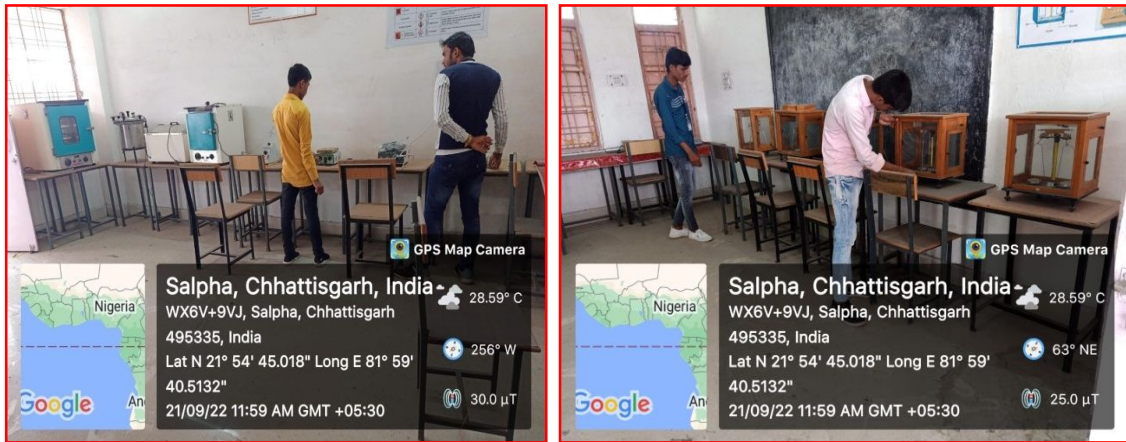 GPS Map Camera
Nigeria
Google
An
Salpha, Chhattisgarh, India
WX6V+9VJ, Salpha, Chhattisgarh
495335, India
Lat N 21° 54' 45.018" Long E 81° 59'
40.5132"
21/09/22 11:59 AM GMT +05:30
28.59° C
256° W
30.0 µT
GPS Map Camera
Nigeria
Google
An
Salpha, Chhattisgarh, India
WX6V+9VJ, Salpha, Chhattisgarh
495335, India
Lat N 21° 54' 45.018" Long E 81° 59'
40.5132"
21/09/22 11:59 AM GMT +05:30
28.59° C
63° NE
25.0 µT